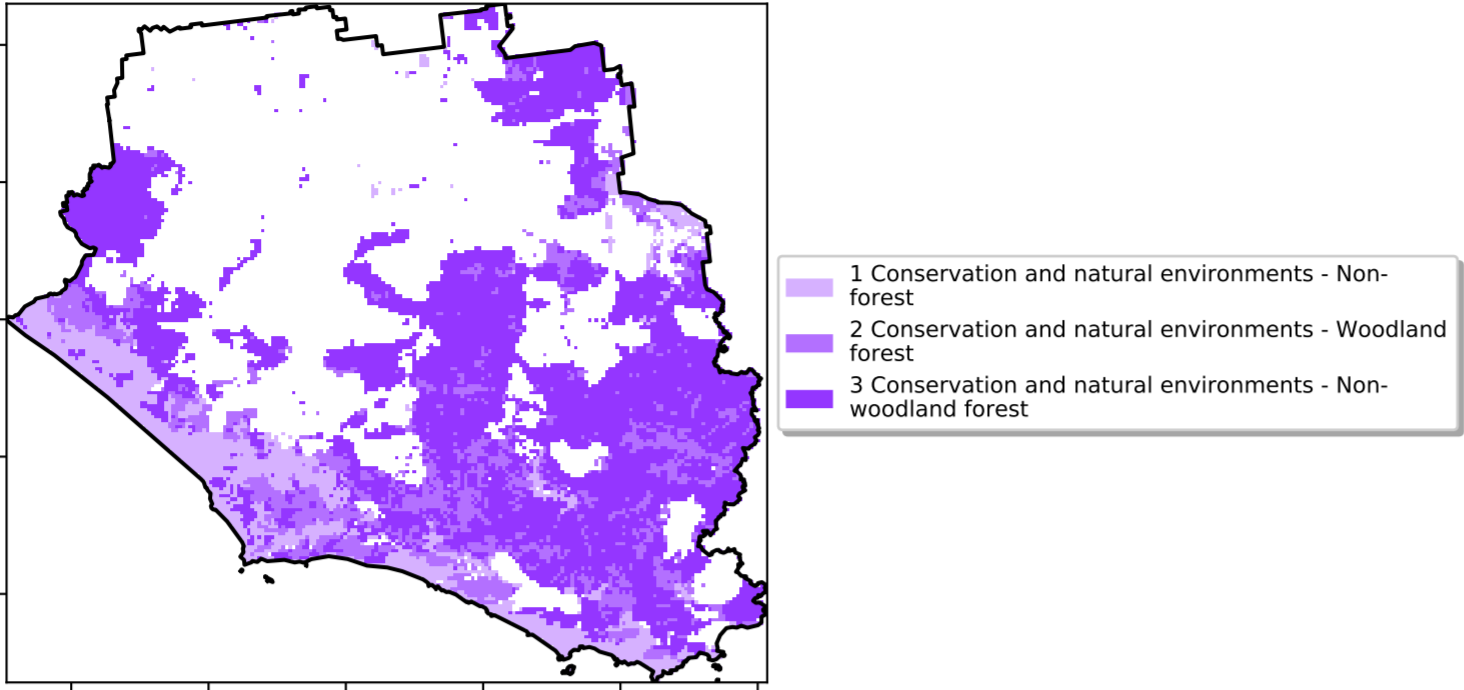 1 Conservation and natural environments - Non-
forest
2 Conservation and natural environments - Woodland
forest
3 Conservation and natural environments - Non-
woodland forest